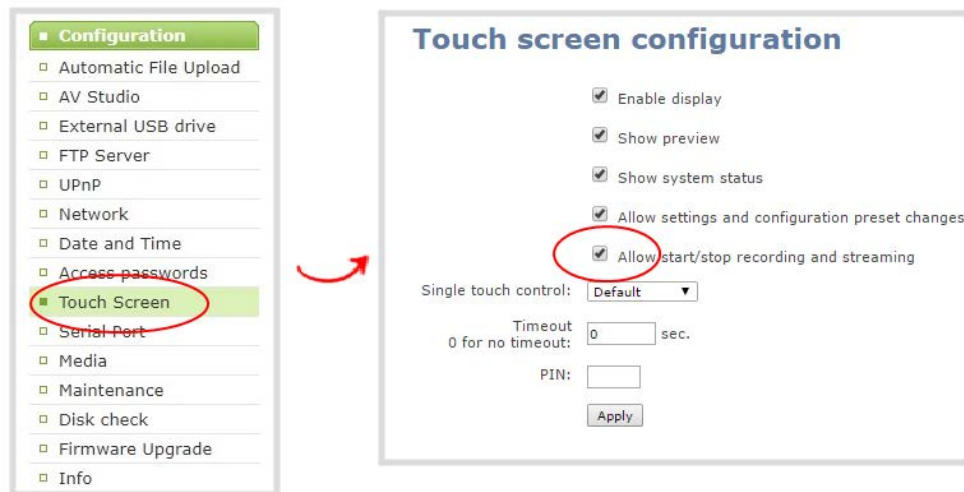 Configuration
Automatic File Upload
AV Studio
External USB drive
FTP Server
UPnP
Network
Date and Time
Access passwords
Touch Screen
Serial Port
Media
Maintenance
Disk check
Firmware Upgrade
Info
Touch screen configuration
Enable display
Show preview
Show system status
Allow settings and configuration preset changes
Allow start/stop recording and streaming
Single touch control: Default
Timeout
0 for no timeout: 0 sec.
PIN:
Apply